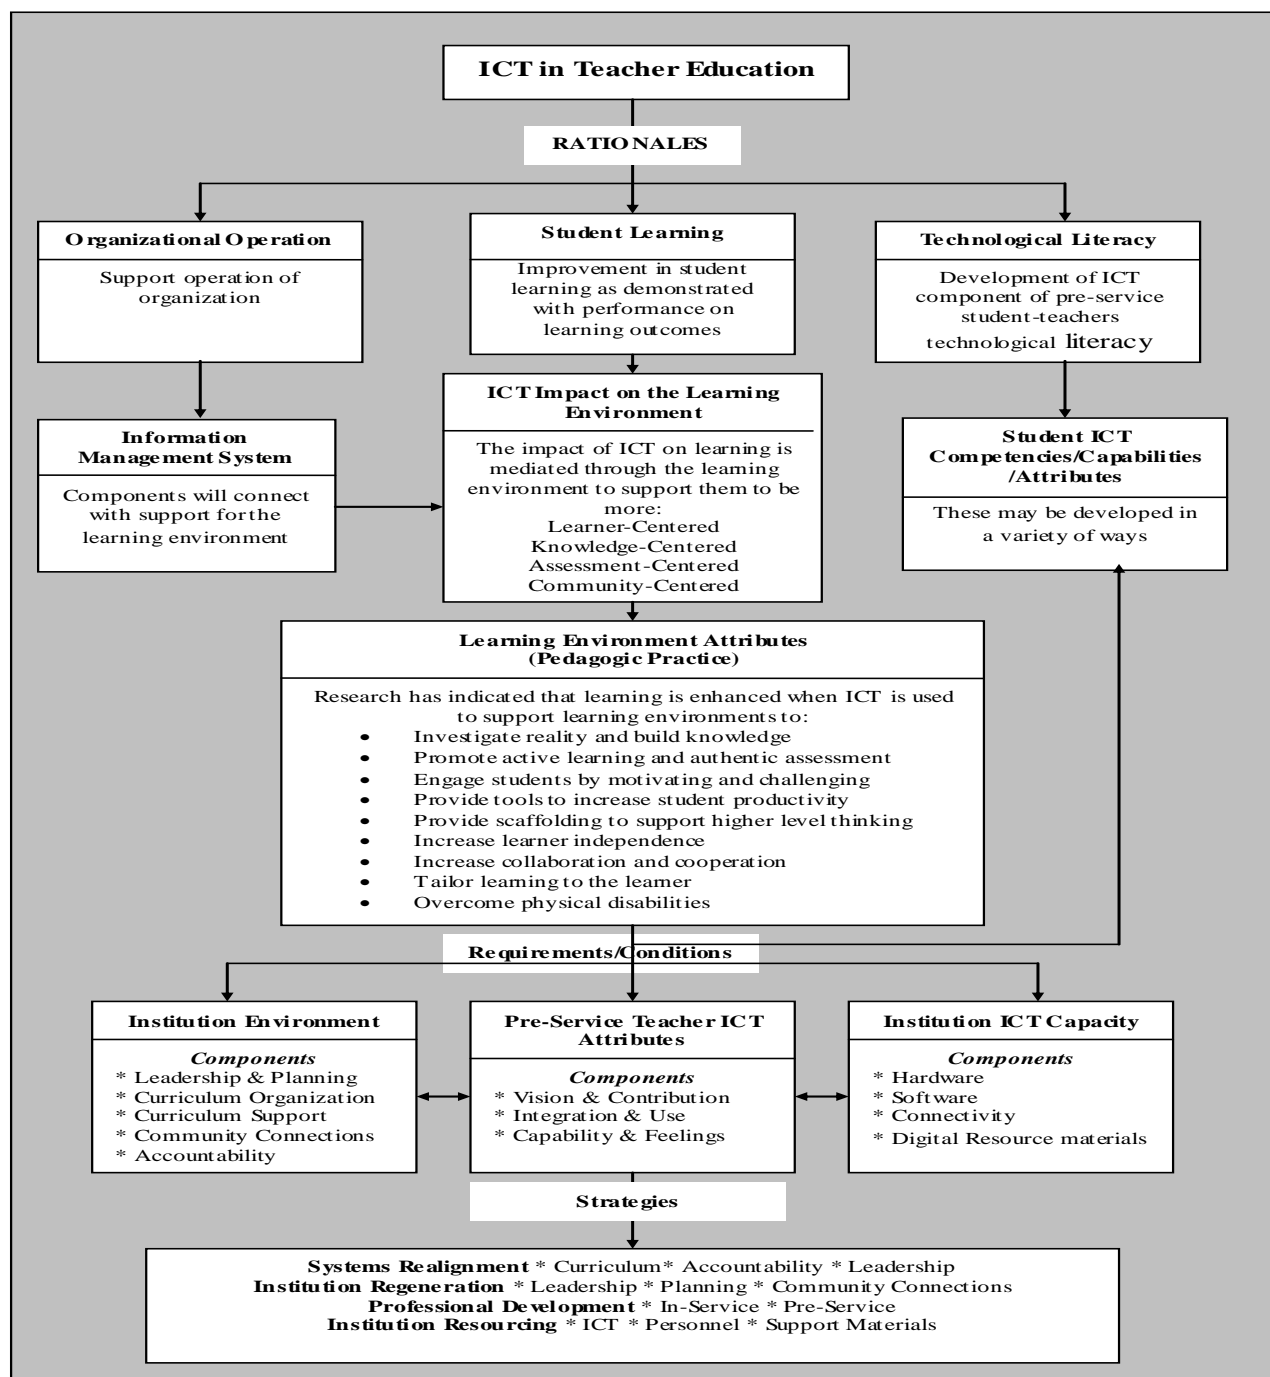 ICT in Teacher Education
RATIONALES
Organizational Operation
Support operation of
organization
Student Learning
Improvement in student
learning as demonstrated
with performance on
learning outcomes
Technological Literacy
Development of ICT
component of pre-service
student-teachers
technological literacy
Information
Management System
Components will connect
with support for the
learning environment
ICT Impact on the Learning
Environment
The impact of ICT on learning is
mediated through the learning
environment to support them to be
more:
Learner-Centered
Knowledge-Centered
Assessment-Centered
Community-Centered
Student ICT
Competencies/Capabilities
/Attributes
These may be developed in
a variety of ways
Learning Environment Attributes
(Pedagogic Practice)
Research has indicated that learning is enhanced when ICT is used
to support learning environments to:
• Investigate reality and build knowledge
• Promote active learning and authentic assessment
• Engage students by motivating and challenging
• Provide tools to increase student productivity
• Provide scaffolding to support higher level thinking
• Increase learner independence
• Increase collaboration and cooperation
• Tailor learning to the learner
• Overcome physical disabilities
Requirements/Conditions
Institution Environment
Components
* Leadership & Planning
* Curriculum Organization
* Curriculum Support
* Community Connections
* Accountability
Pre-Service Teacher ICT
Attributes
Components
* Vision & Contribution
* Integration & Use
* Capability & Feelings
Institution ICT Capacity
Components
* Hardware
* Software
* Connectivity
* Digital Resource materials
Strategies
Systems Realignment * Curriculum* Accountability * Leadership
Institution Regeneration * Leadership * Planning * Community Connections
Professional Development * In-Service * Pre-Service
Institution Resourcing * ICT * Personnel * Support Materials